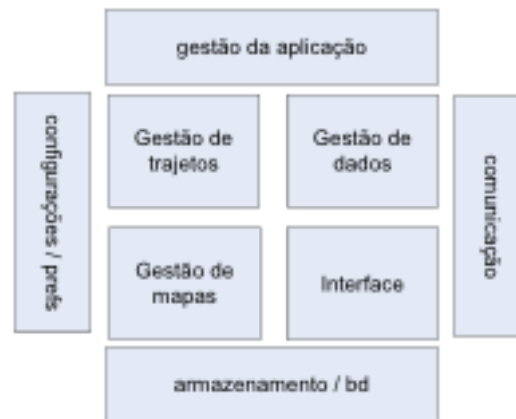 gestão da aplicação
configurações / prefs
Gestão de
trajetos
Gestão de
dados
comunicação
Gestão de
mapas
Interface
armazenamento / bd